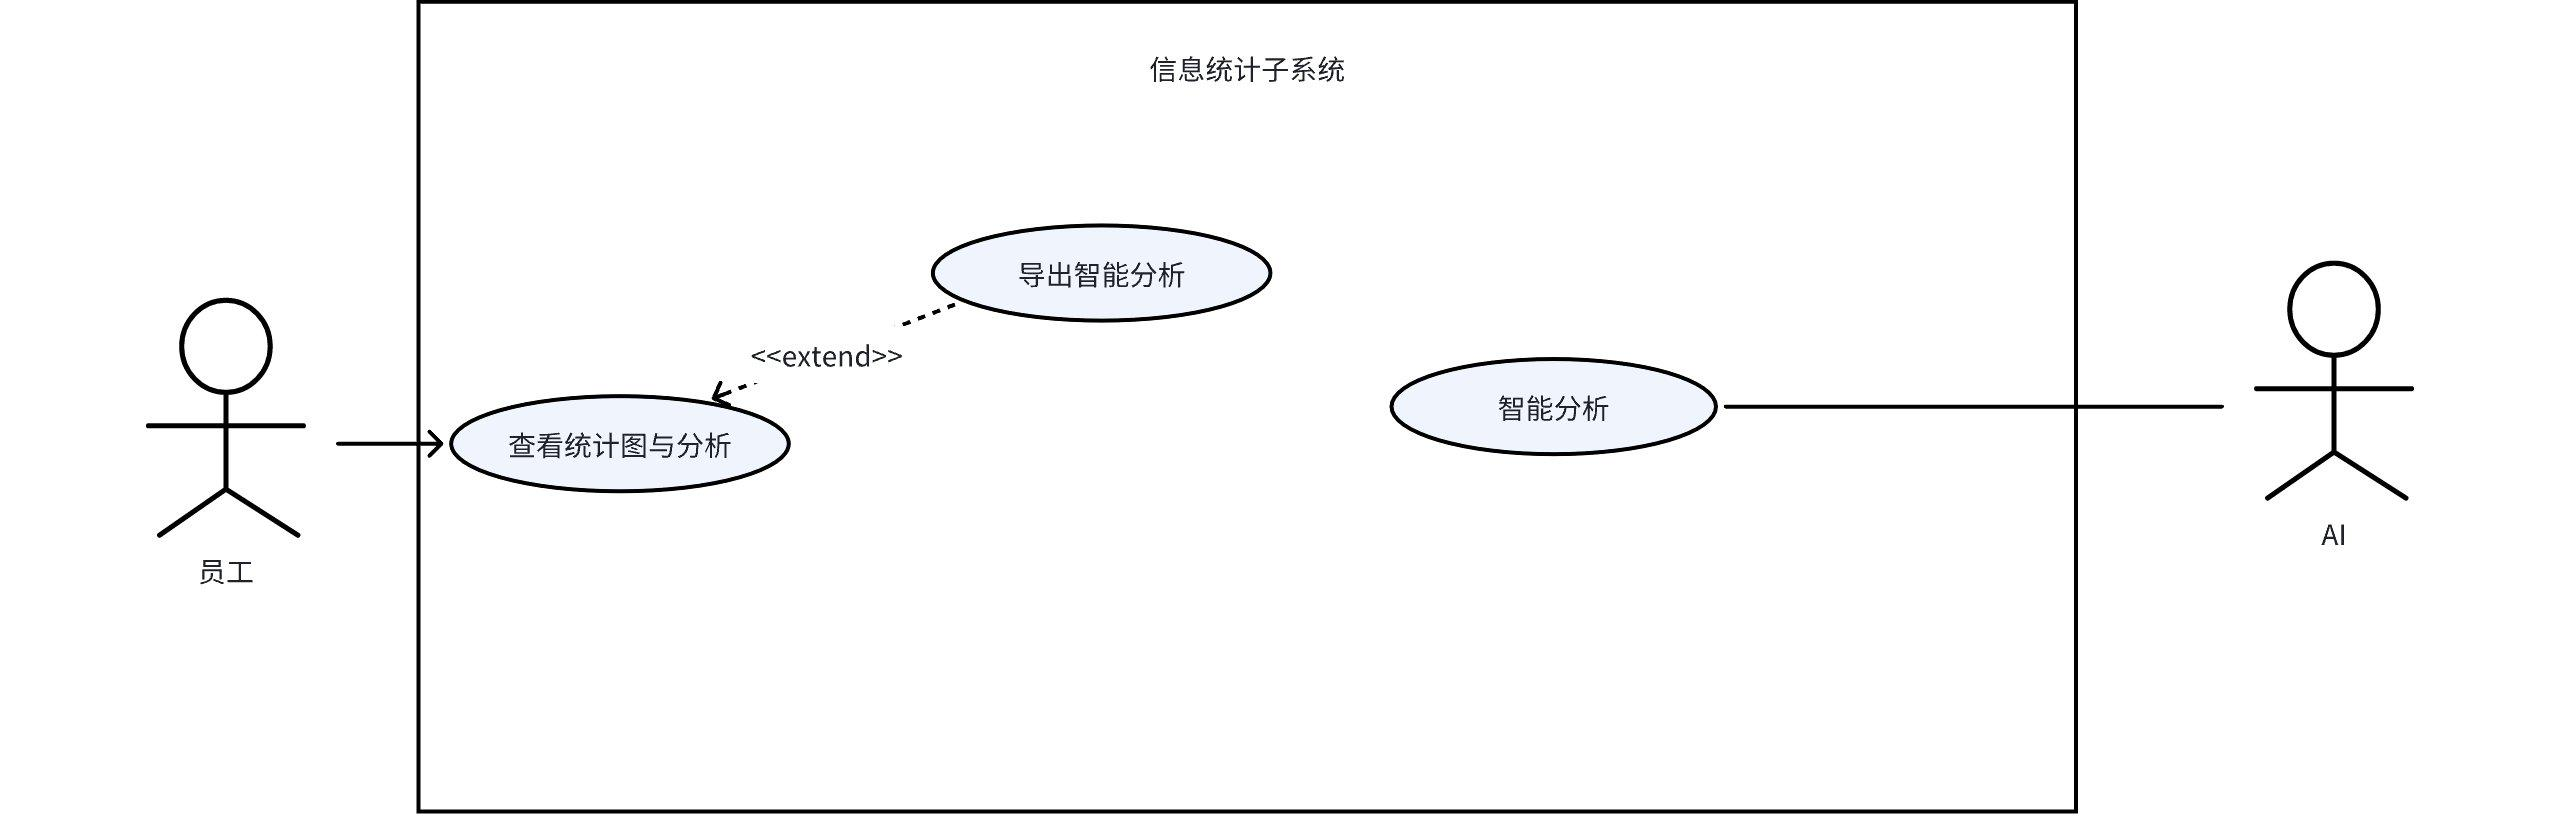 信息统计子系统
导出智能分析
<<extend>>
查看统计图与分析
智能分析
员工
AI